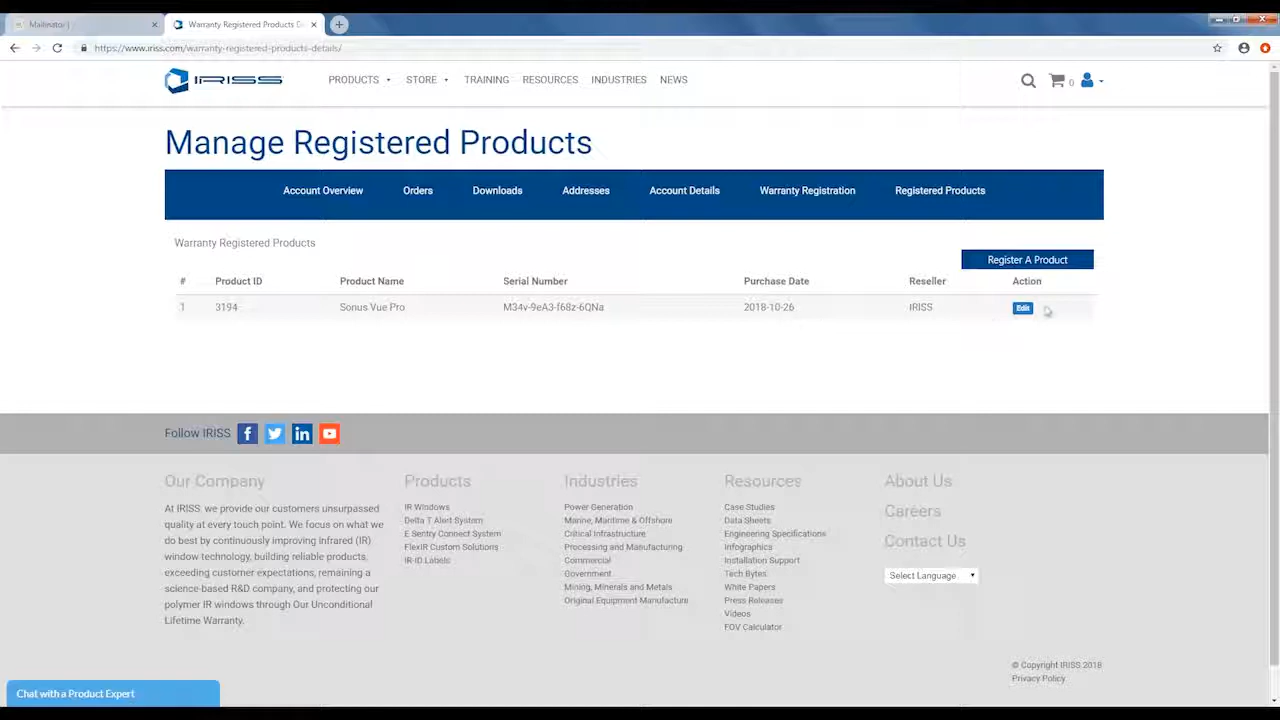 Mailinator |
Warranty Registered Products D
https://www.iriss.com/warranty-registered-products-details/
IRISS PRODUCTS STORE TRAINING RESOURCES INDUSTRIES NEWS 0
Manage Registered Products
Account Overview Orders Downloads Addresses Account Details Warranty Registration Registered Products
Warranty Registered Products
Register A Product
# Product ID Product Name Serial Number Purchase Date Reseller Action
1 3194 Sonus Vue Pro M34v-9eA3-f68z-6QNa 2018-10-26 IRISS Edit
Follow IRISS
Our Company
At IRISS, we provide our customers unsurpassed
quality at every touch point. We focus on what we
do best by continuously improving infrared (IR)
window technology, building reliable products,
exceeding customer expectations, remaining a
science-based R&D company, and protecting our
polymer IR windows through Our Unconditional
Lifetime Warranty.
Products
IR Windows
Delta T Alert System
E Sentry Connect System
FlexIR Custom Solutions
IR-ID Labels
Industries
Power Generation
Marine, Maritime & Offshore
Critical Infrastructure
Processing and Manufacturing
Commercial
Government
Mining, Minerals and Metals
Original Equipment Manufacture
Resources
Case Studies
Data Sheets
Engineering Specifications
Infographics
Installation Support
Tech Bytes
White Papers
Press Releases
Videos
FOV Calculator
About Us
Careers
Contact Us
Select Language
© Copyright IRISS 2018
Privacy Policy
Chat with a Product Expert